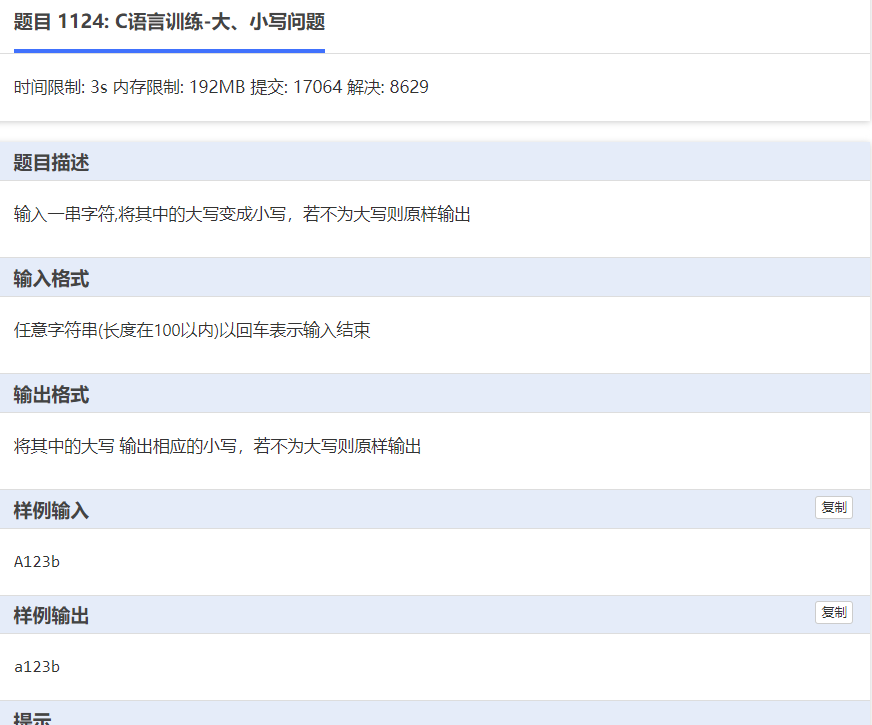 题目 1124: C语言训练-大、小写问题
时间限制: 3s 内存限制: 192MB 提交: 17064 解决: 8629
题目描述
输入一串字符,将其中的大写变成小写，若不为大写则原样输出
输入格式
任意字符串(长度在100以内)以回车表示输入结束
输出格式
将其中的大写 输出相应的小写，若不为大写则原样输出
样例输入
复制
A123b
样例输出
复制
a123b
提示